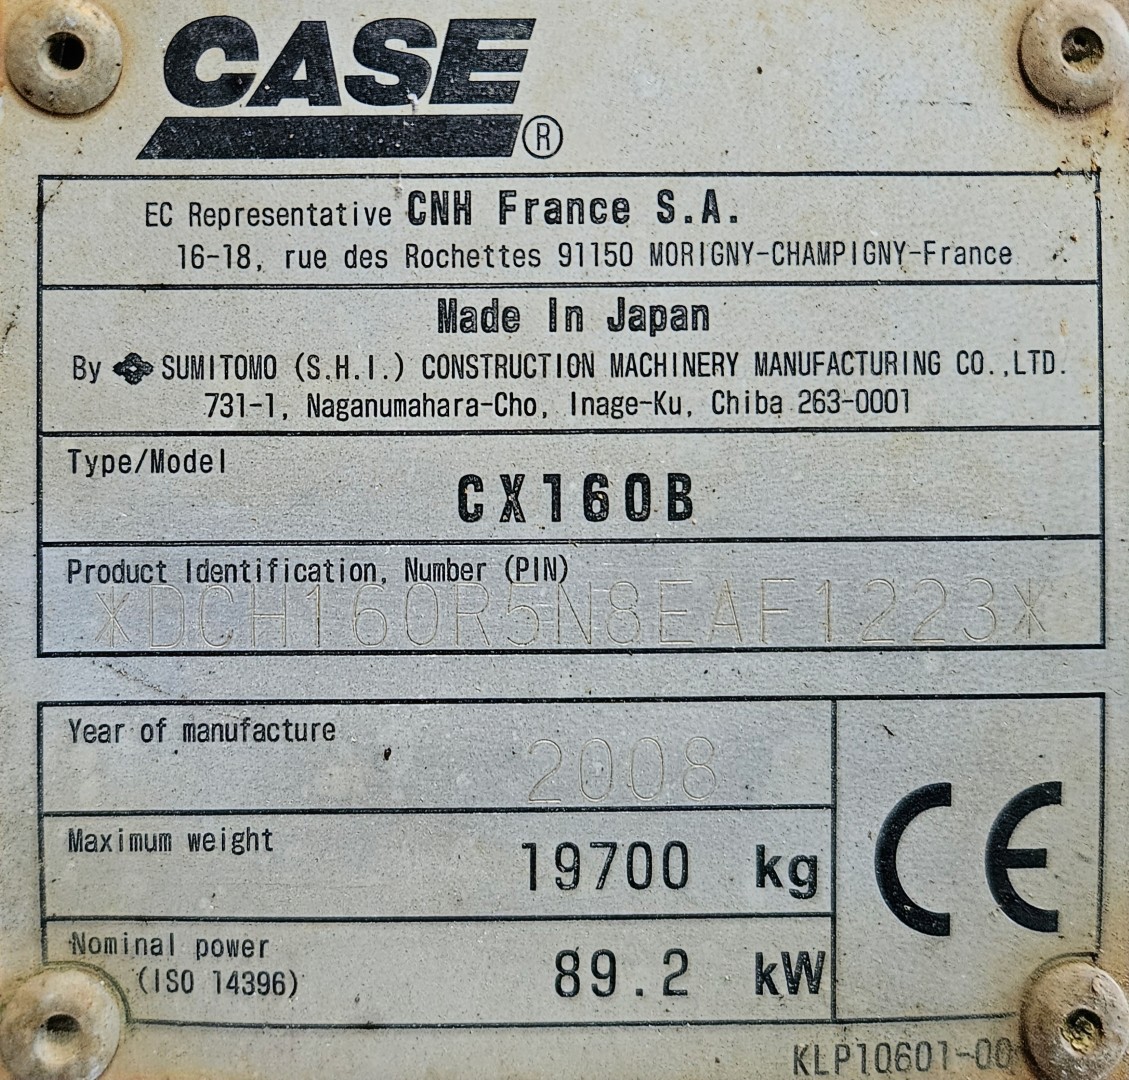 CASE®
EC Representative CNH France S.A.
16-18, rue des Rochettes 91150 MORIGNY-CHAMPIGNY-France
Made In Japan
By SUMITOMO (S.H.I.) CONSTRUCTION MACHINERY MANUFACTURING CO.,LTD.
731-1, Naganumahara-Cho, Inage-Ku, Chiba 263-0001
Type/Model
CX160B
Product Identification, Number (PIN)
*DCH160R5N8EAF1223*
Year of manufacture
2008
Maximum weight
19700 kg
Nominal power
(ISO 14396)
89.2 kW
CE
KLP10601-00